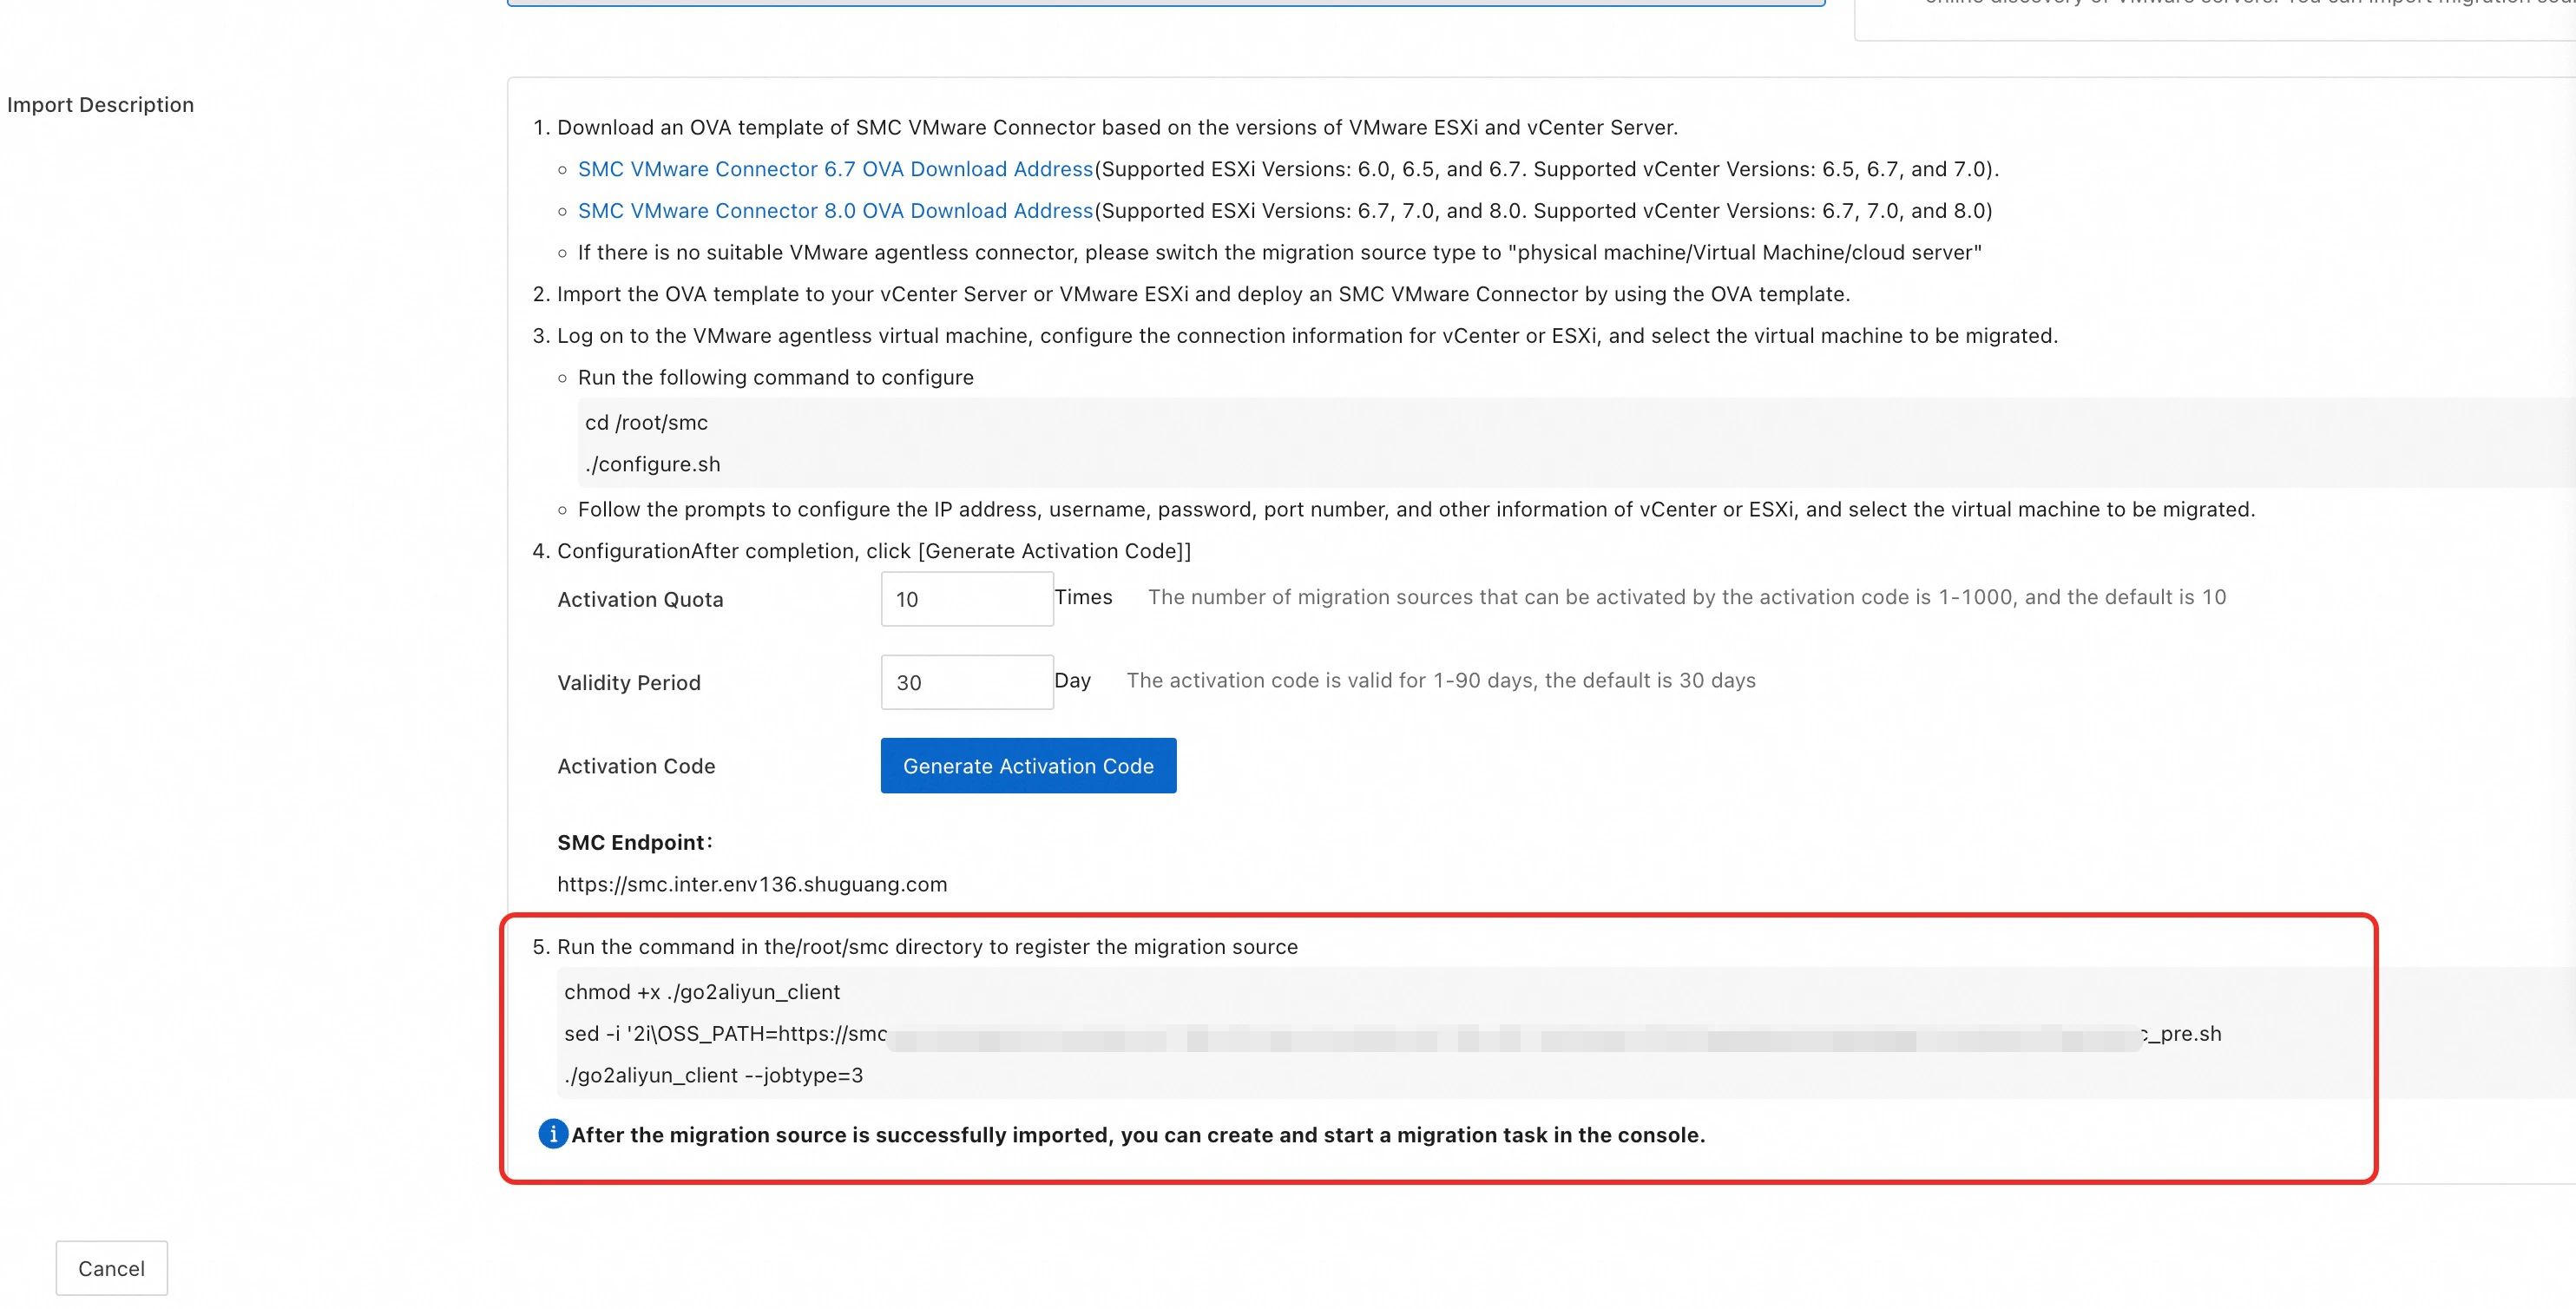 Import Description
1. Download an OVA template of SMC VMware Connector based on the versions of VMware ESXi and vCenter Server.
SMC VMware Connector 6.7 OVA Download Address(Supported ESXi Versions: 6.0, 6.5, and 6.7. Supported vCenter Versions: 6.5, 6.7, and 7.0).
SMC VMware Connector 8.0 OVA Download Address(Supported ESXi Versions: 6.7, 7.0, and 8.0. Supported vCenter Versions: 6.7, 7.0, and 8.0)
If there is no suitable VMware agentless connector, please switch the migration source type to "physical machine/Virtual Machine/cloud server"
2. Import the OVA template to your vCenter Server or VMware ESXi and deploy an SMC VMware Connector by using the OVA template.
3. Log on to the VMware agentless virtual machine, configure the connection information for vCenter or ESXi, and select the virtual machine to be migrated.
Run the following command to configure
cd /root/smc
./configure.sh
Follow the prompts to configure the IP address, username, password, port number, and other information of vCenter or ESXi, and select the virtual machine to be migrated.
4. ConfigurationAfter completion, click [Generate Activation Code]]
Activation Quota 10 Times The number of migration sources that can be activated by the activation code is 1-1000, and the default is 10
Validity Period 30 Day The activation code is valid for 1-90 days, the default is 30 days
Activation Code Generate Activation Code
SMC Endpoint:
https://smc.inter.env136.shuguang.com
5. Run the command in the/root/smc directory to register the migration source
chmod +x ./go2aliyun_client
sed -i '2i\OSS_PATH=https://smc c_pre.sh
./go2aliyun_client --jobtype=3
After the migration source is successfully imported, you can create and start a migration task in the console.
Cancel